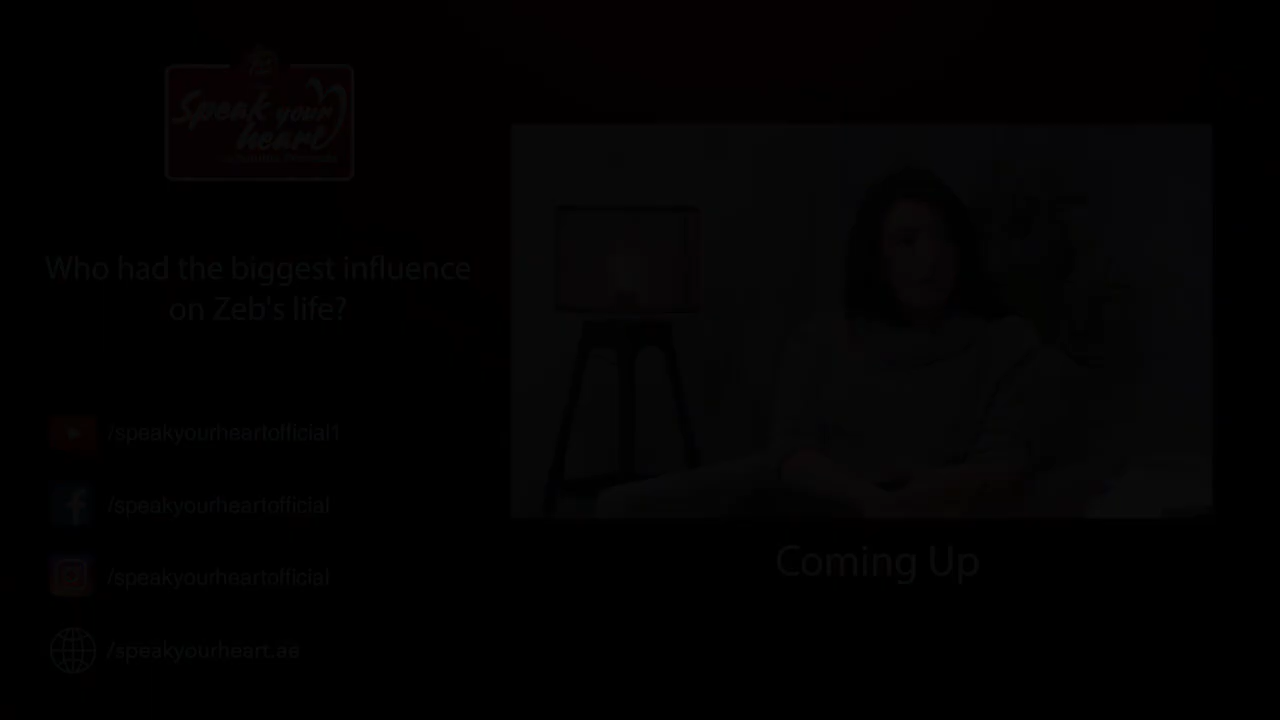 Speak your
heart
Who had the biggest influence
on Zeb's life?
/speakyourheartofficial1
/speakyourheartofficial
/speakyourheartofficial
/speakyourheart.ae
Coming Up